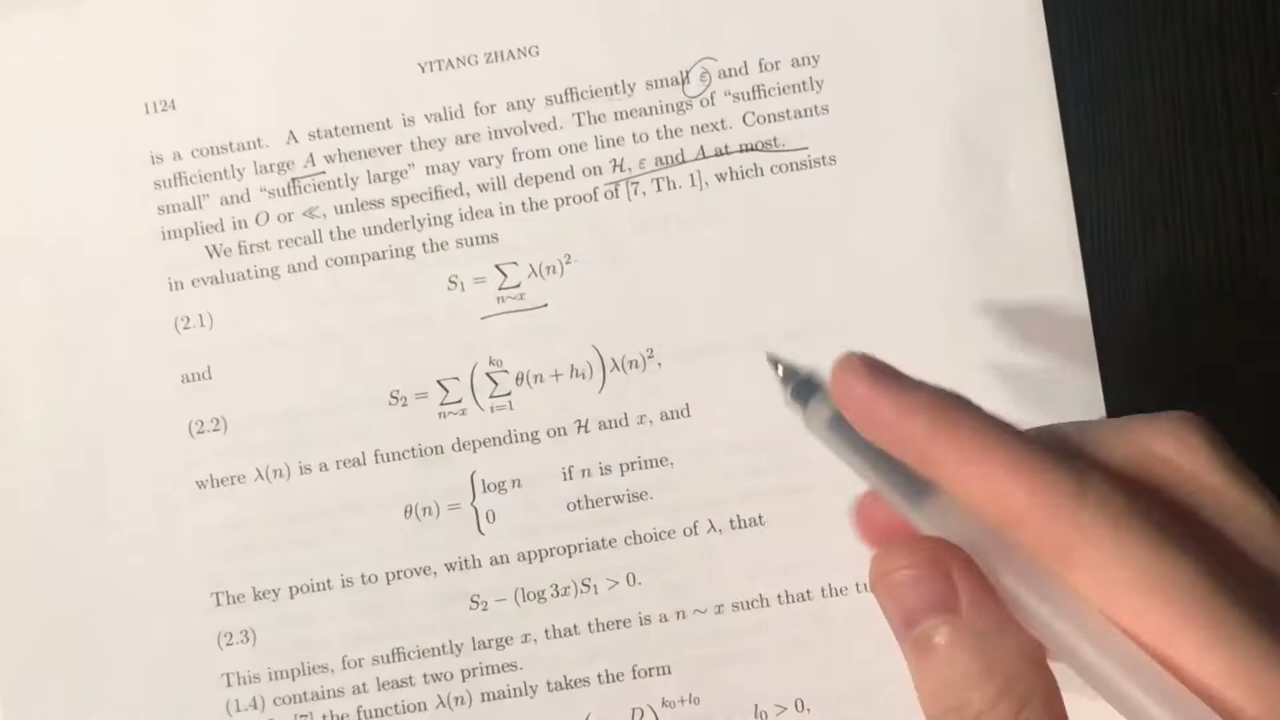 YITANG ZHANG
1124
is a constant. A statement is valid for any sufficiently small ε and for any
sufficiently large A whenever they are involved. The meanings of “sufficiently
small” and “sufficiently large” may vary from one line to the next. Constants
implied in O or ≪, unless specified, will depend on ℋ, ε and A at most.
We first recall the underlying idea in the proof of [7, Th. 1], which consists
in evaluating and comparing the sums
(2.1) S₁ = ∑_{n∼x} λ(n)²
and
(2.2) S₂ = ∑_{n∼x} (∑_{i=1}^{k₀} θ(n + hᵢ)) λ(n)²,
where λ(n) is a real function depending on ℋ and x, and
θ(n) = { log n if n is prime,
0 otherwise.
The key point is to prove, with an appropriate choice of λ, that
(2.3) S₂ − (log 3x)S₁ > 0.
This implies, for sufficiently large x, that there is a n ∼ x such that the
(1.4) contains at least two primes.
[7] the function λ(n) mainly takes the form
D k₀+l₀ l₀ > 0,